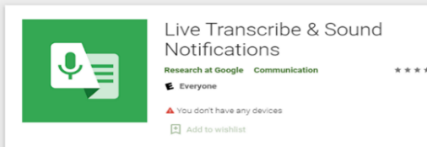 Live Transcribe & Sound
Notifications
Research at Google Communication
E Everyone
You don't have any devices
Add to wishlist